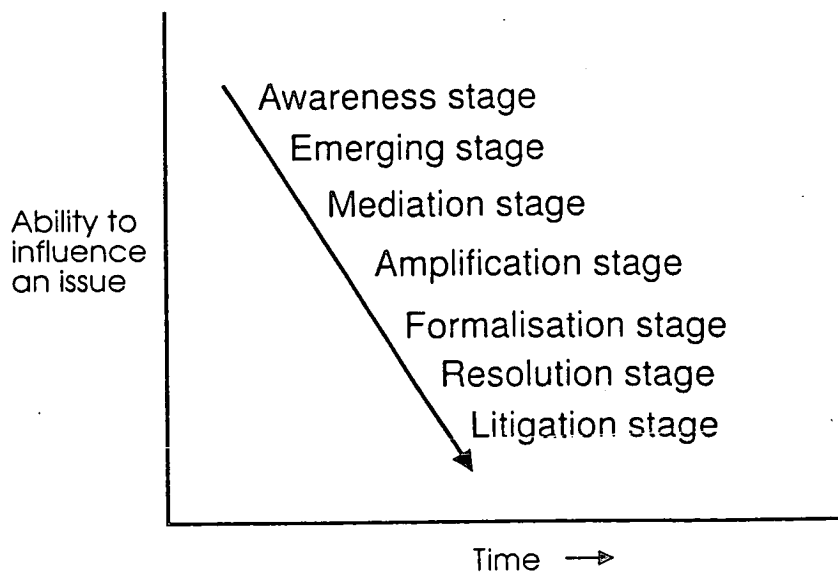 Awareness stage
Emerging stage
Mediation stage
Ability to
influence
an issue
Amplification stage
Formalisation stage
Resolution stage
Litigation stage
Time